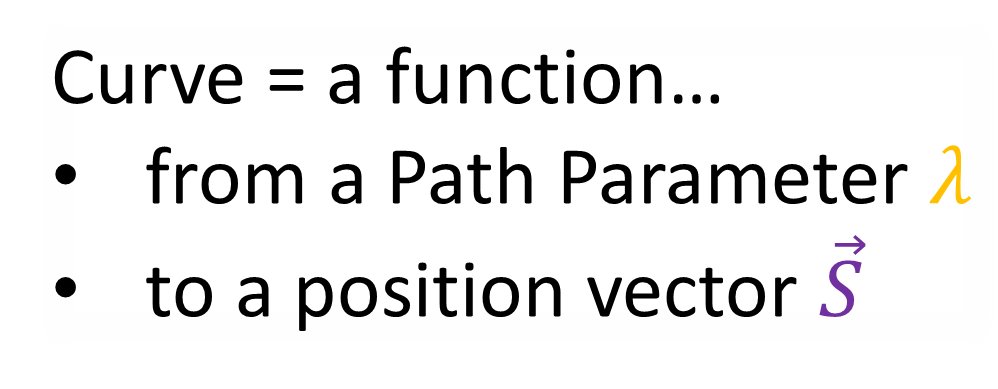 Curve = a function...
• from a Path Parameter λ
• to a position vector S⃗